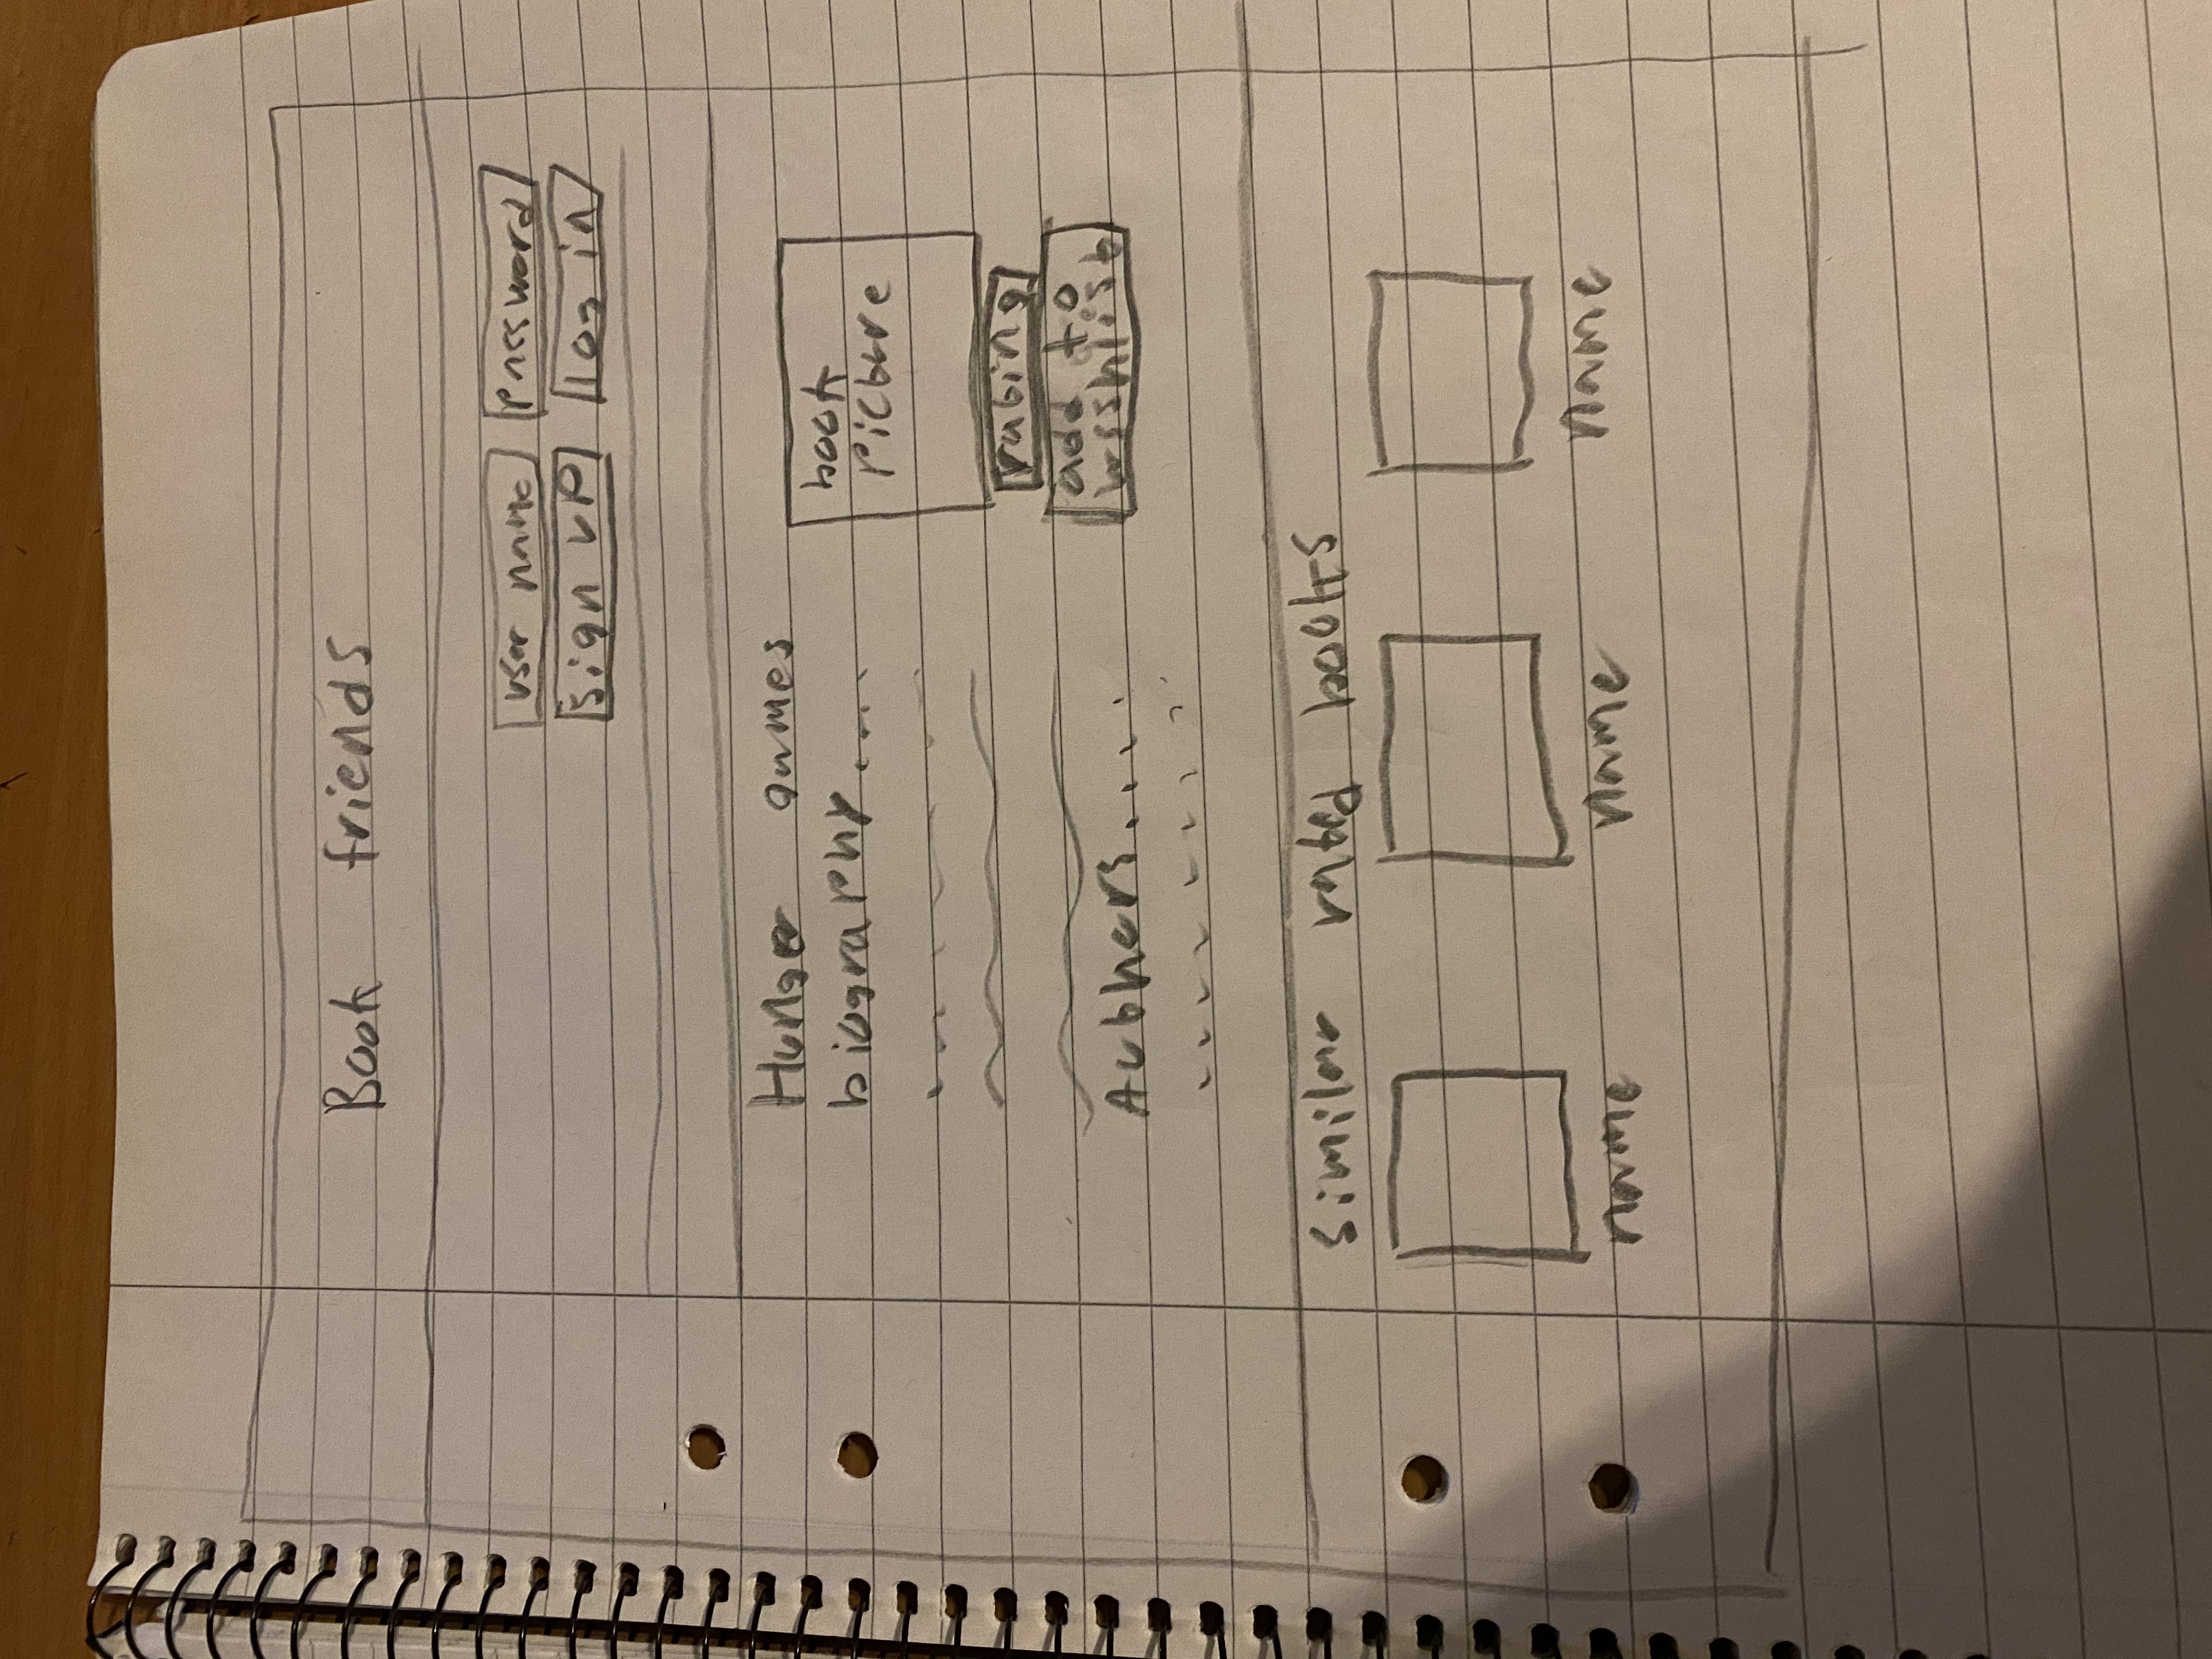 Book friends
user name password
sign up log in
Hunger games
biography....
book
picture
rating
add to
wishlist
Authers.....
similar rated books
name name name